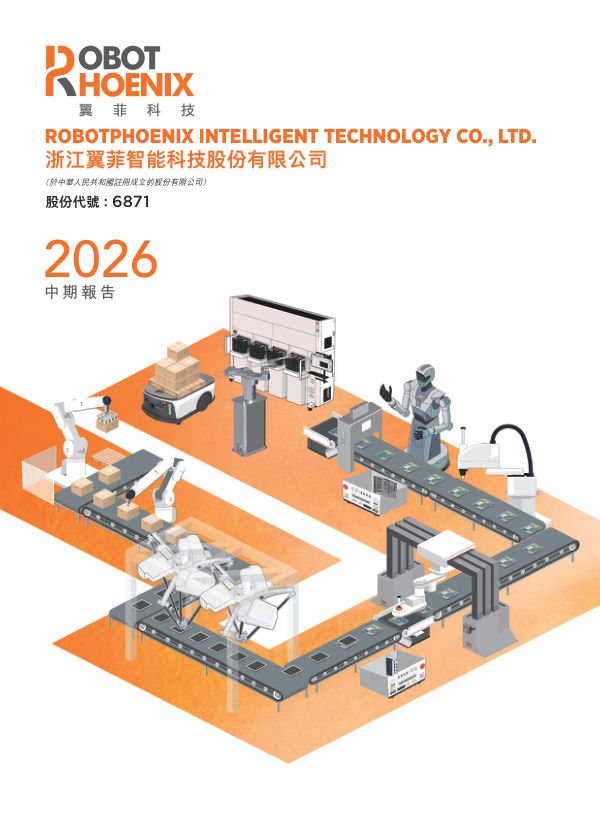 ROBOT
PHOENIX
翼菲科技
ROBOTPHOENIX INTELLIGENT TECHNOLOGY CO., LTD.
浙江翼菲智能科技股份有限公司
（於中華人民共和國註冊成立的股份有限公司）
股份代號：6871
2026
中期報告